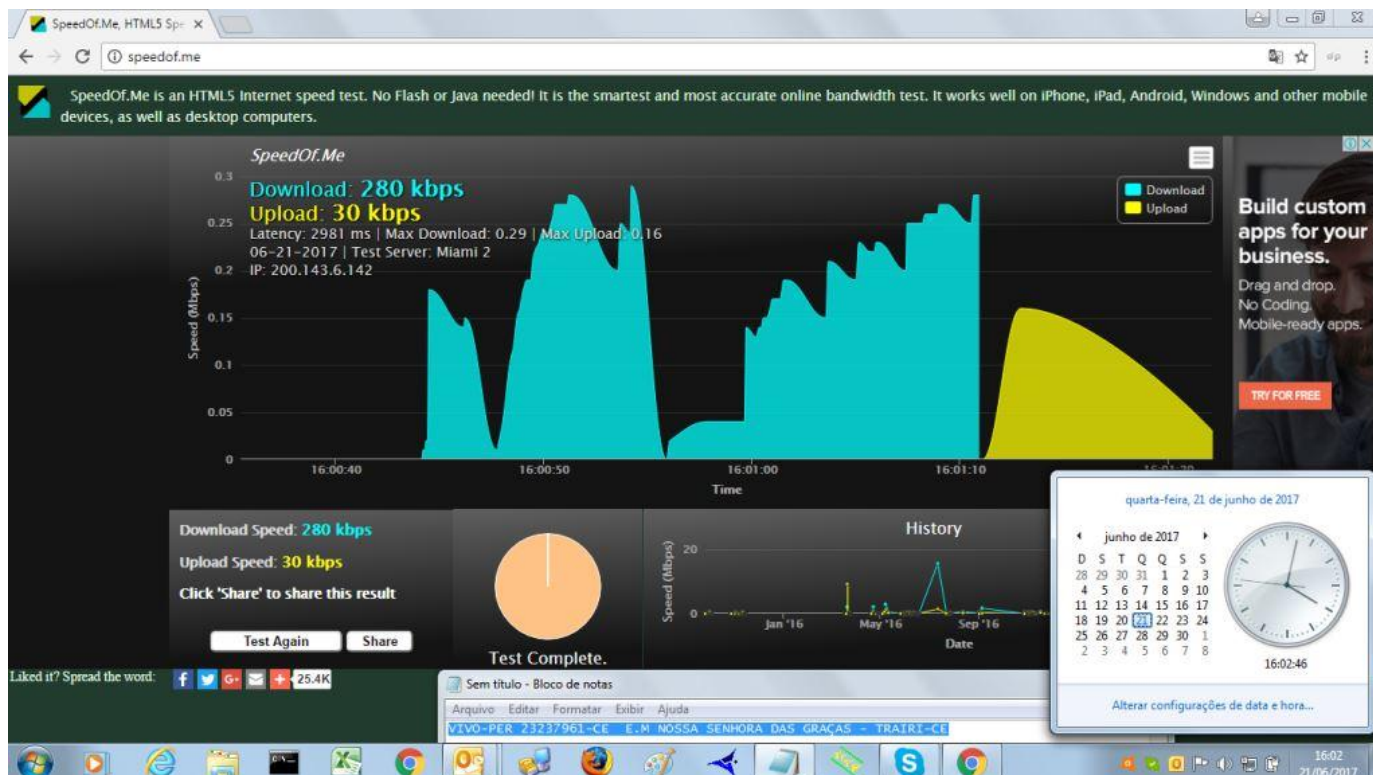 SpeedOf.Me, HTML5 Spe
speedof.me
SpeedOf.Me is an HTML5 Internet speed test. No Flash or Java needed! It is the smartest and most accurate online bandwidth test. It works well on iPhone, iPad, Android, Windows and other mobile
devices, as well as desktop computers.
SpeedOf.Me
Download: 280 kbps
Upload: 30 kbps
Latency: 2981 ms | Max Download: 0.29 | Max Upload: 0.16
06-21-2017 | Test Server: Miami 2
IP: 200.143.6.142
Download
Upload
0.3
0.25
0.2
0.15
0.1
0.05
0
Speed (Mbps)
16:00:40 16:00:50 16:01:00 16:01:10 16:01:20
Time
Build custom
apps for your
business.
Drag and drop.
No Coding.
Mobile-ready apps.
TRY FOR FREE
Download Speed: 280 kbps
Upload Speed: 30 kbps
Click 'Share' to share this result
Test Again Share
Test Complete.
History
20
0
Speed (Mbps)
Jan '16 May '16 Sep '16
Date
quarta-feira, 21 de junho de 2017
junho de 2017
D S T Q Q S S
28 29 30 31 1 2 3
4 5 6 7 8 9 10
11 12 13 14 15 16 17
18 19 20 21 22 23 24
25 26 27 28 29 30 1
2 3 4 5 6 7 8
16:02:46
Alterar configurações de data e hora...
Liked it? Spread the word: 25.4K
Sem título - Bloco de notas
Arquivo Editar Formatar Exibir Ajuda
VIVO-PER 23237961-CE E.M NOSSA SENHORA DAS GRAÇAS - TRAIRI-CE
16:02
21/06/2017